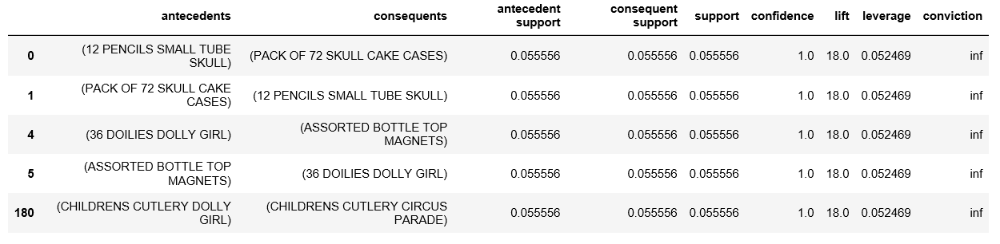 antecedents consequents antecedent support consequent support support confidence lift leverage conviction
0 (12 PENCILS SMALL TUBE SKULL) (PACK OF 72 SKULL CAKE CASES) 0.055556 0.055556 0.055556 1.0 18.0 0.052469 inf
1 (PACK OF 72 SKULL CAKE CASES) (12 PENCILS SMALL TUBE SKULL) 0.055556 0.055556 0.055556 1.0 18.0 0.052469 inf
4 (36 DOILIES DOLLY GIRL) (ASSORTED BOTTLE TOP MAGNETS) 0.055556 0.055556 0.055556 1.0 18.0 0.052469 inf
5 (ASSORTED BOTTLE TOP MAGNETS) (36 DOILIES DOLLY GIRL) 0.055556 0.055556 0.055556 1.0 18.0 0.052469 inf
180 (CHILDRENS CUTLERY DOLLY GIRL) (CHILDRENS CUTLERY CIRCUS PARADE) 0.055556 0.055556 0.055556 1.0 18.0 0.052469 inf